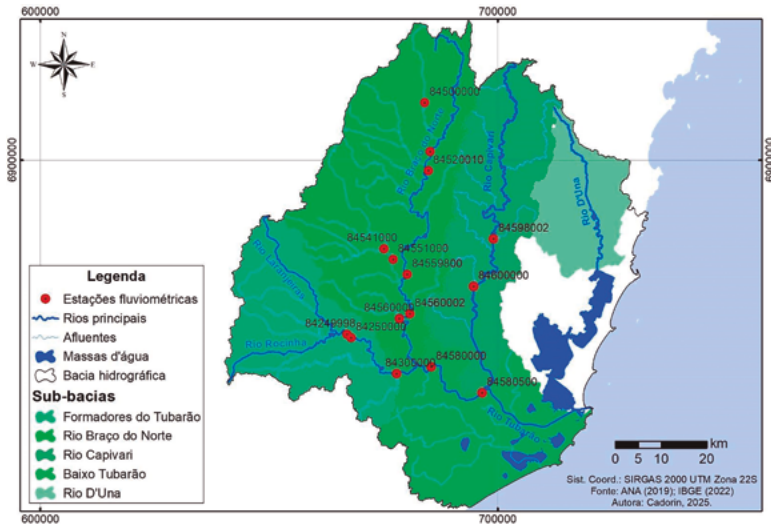 600000
700000
N
W
E
S
6900000
84500000
84520010
Rio Braço do Norte
Rio Capivari
Rio D'Una
84598002
84541000
84551000
84559800
84600000
Rio Laranjeiras
84560002
84249998
84250000
Rio Rocinha
84580000
84580500
Rio Tubarão
Legenda
Estações fluviométricas
Rios principais
Afluentes
Massas d'água
Bacia hidrográfica
Sub-bacias
Formadores do Tubarão
Rio Braço do Norte
Rio Capivari
Baixo Tubarão
Rio D'Una
km
0 5 10 20
Sist. Coord.: SIRGAS 2000 UTM Zona 22S
Fonte: ANA (2019); IBGE (2022)
Autora: Cadorin, 2025.
600000
700000